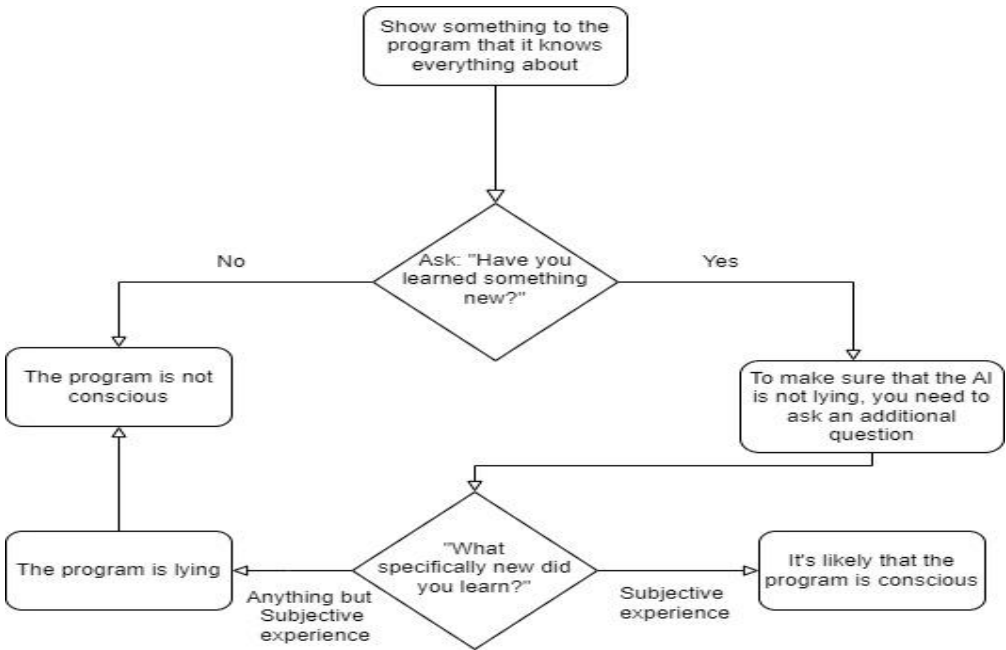 Show something to the
program that it knows
everything about
No
Ask: "Have you
learned something
new?"
Yes
The program is not
conscious
To make sure that the AI
is not lying, you need to
ask an additional
question
The program is lying
Anything but
Subjective
experience
"What
specifically new did
you learn?"
Subjective
experience
It's likely that the
program is conscious